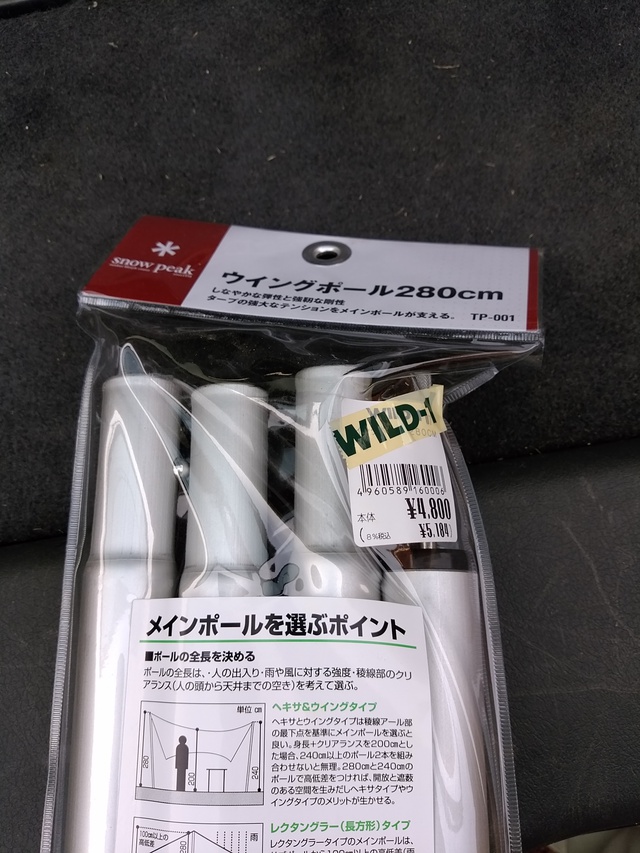 snow peak
ウイングポール280cm
しなやかな弾性と強靭な剛性
タープの強大なテンションをメインポールが支える。 TP-001
WILD-1
4 960589 160006
本体 ¥4,800
(8%税込 ¥5,184)
メインポールを選ぶポイント
■ポールの全長を決める
ポールの全長は、・人の出入り・雨や風に対する強度・稜線部のクリ
アランス(人の頭から天井までの空き)を考えて選ぶ。
単位 cm
280
200
240
ヘキサ&ウイングタイプ
ヘキサとウイングタイプは稜線アール部
の最下点を基準にメインポールを選ぶと
良い。身長+クリアランスを200cmとし
た場合、240cm以上のポール2本を組み
合わせないと無理。280cmと240cmの
ポールで高低差をつければ、開放と遮蔽
のある空間を生みだしヘキサタイプやウ
イングタイプのメリットが生かせる。
100cm以上の
高低差
280
雨
レクタングラー(長方形)タイプ
レクタングラータイプのメインポールは、